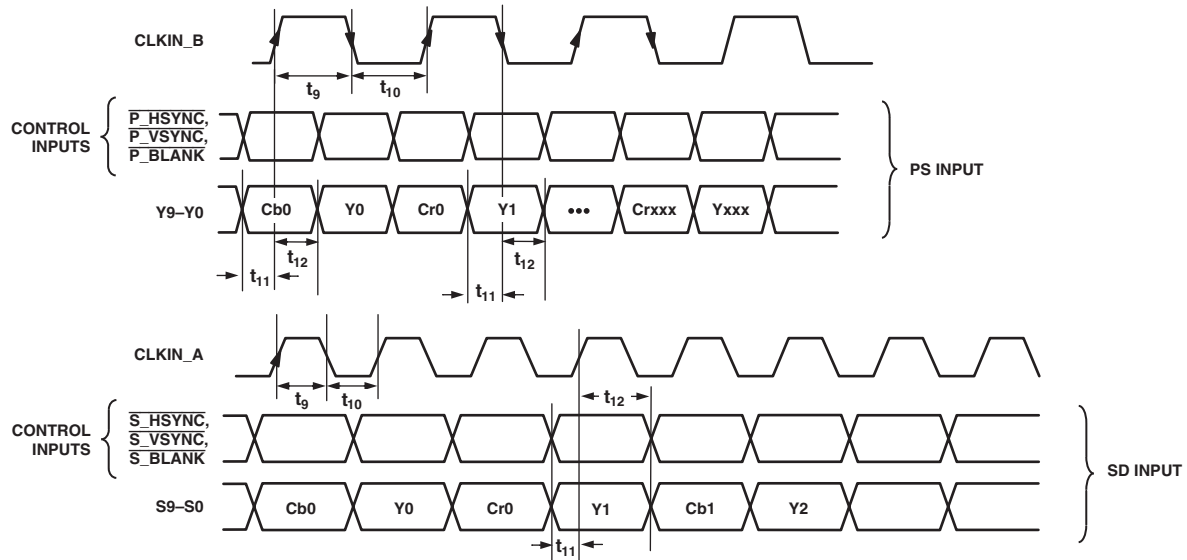 CLKIN_B
t9
t10
CONTROL INPUTS
P_HSYNC,
P_VSYNC,
P_BLANK
PS INPUT
Y9–Y0
Cb0 Y0 Cr0 Y1 ••• Crxxx Yxxx
t12
t12
t11
t11
CLKIN_A
t9
t10
t12
CONTROL INPUTS
S_HSYNC,
S_VSYNC,
S_BLANK
SD INPUT
S9–S0
Cb0 Y0 Cr0 Y1 Cb1 Y2
t11